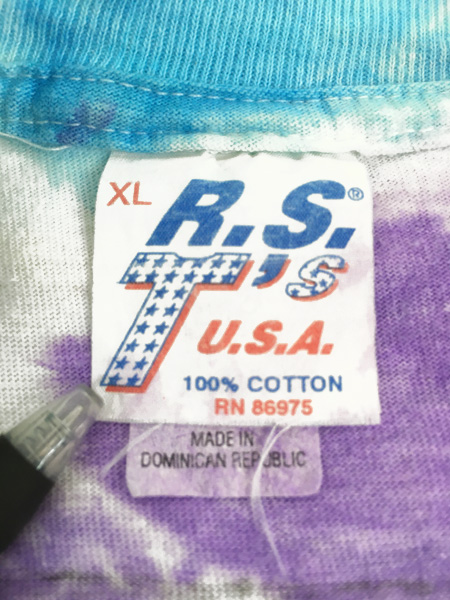 XL R.S.®
T's
U.S.A.
100% COTTON
RN 86975
MADE IN
DOMINICAN REPUBLIC